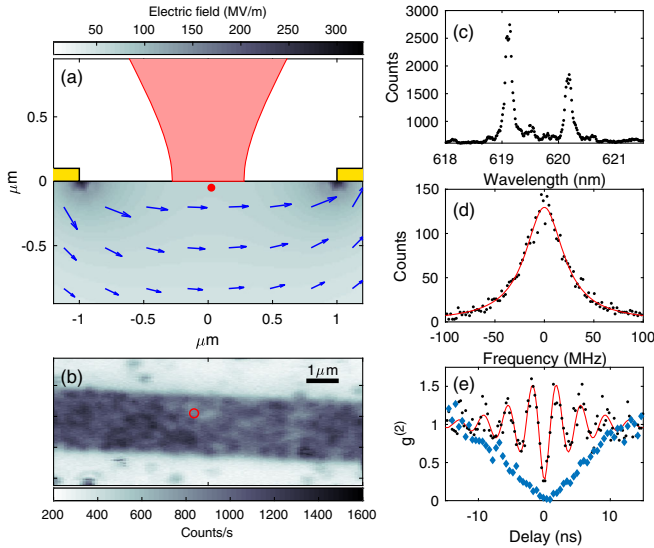 Electric field (MV/m)
50 100 150 200 250 300
(a)
0.5
0
-0.5
μm
-1 -0.5 0 0.5 1
μm
(b)
1μm
200 400 600 800 1000 1200 1400 1600
Counts/s
(c)
3000
2500
2000
1500
1000
Counts
618 619 620 621
Wavelength (nm)
(d)
150
100
50
0
Counts
-100 -50 0 50 100
Frequency (MHz)
(e)
1.5
1
0.5
0
g(2)
-10 0 10
Delay (ns)